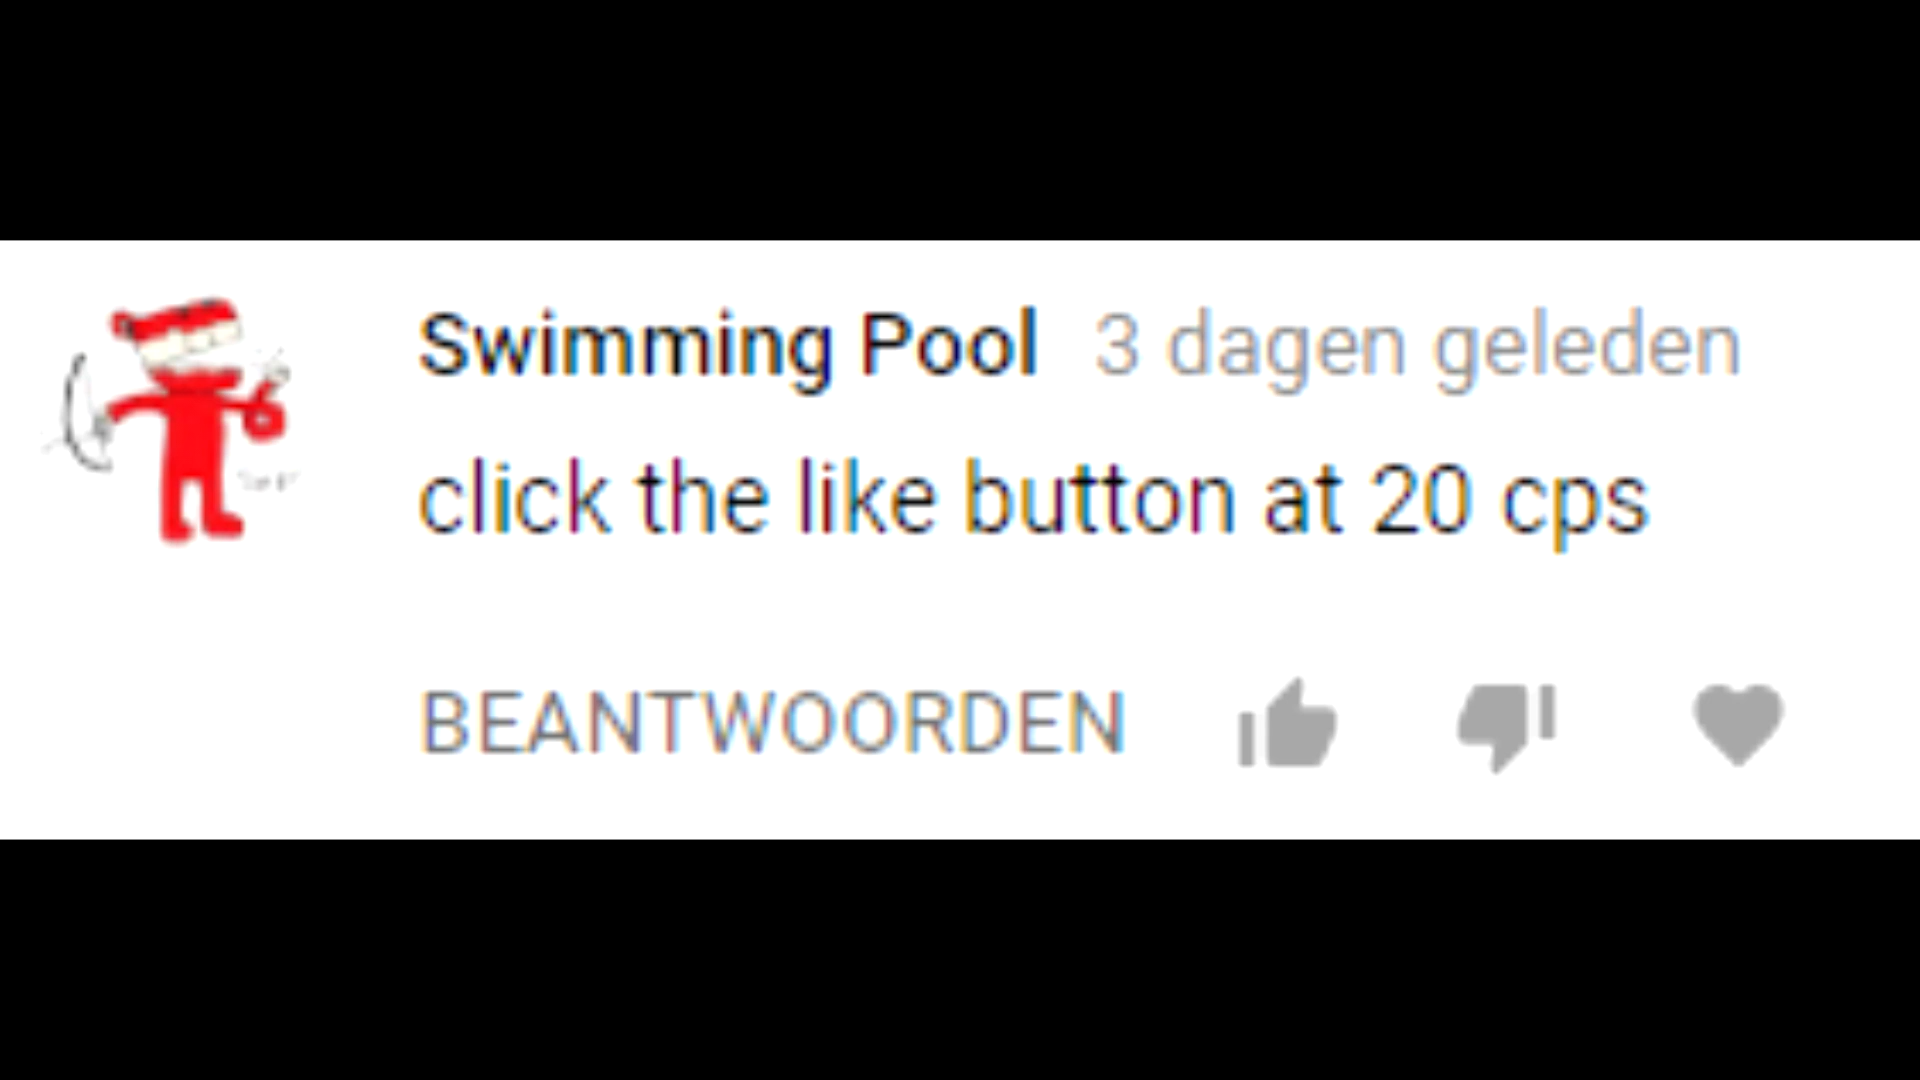 Swimming Pool 3 dagen geleden
click the like button at 20 cps
BEANTWOORDEN